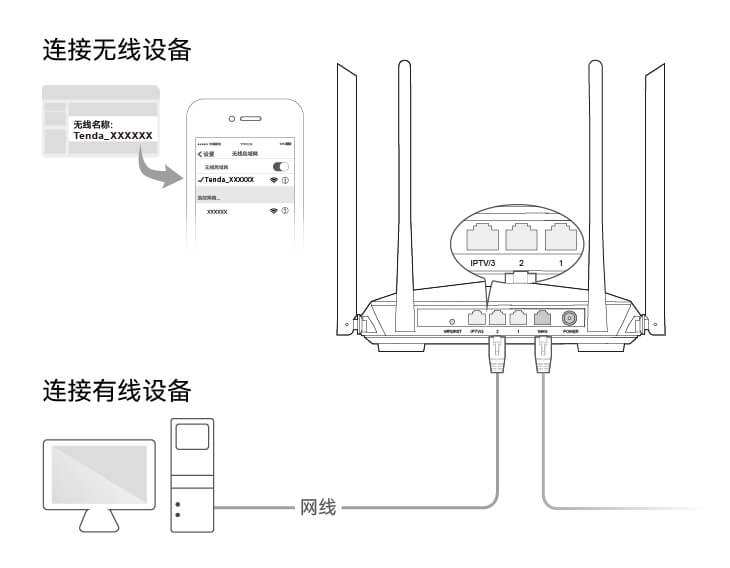 连接无线设备
无线名称:
Tenda_XXXXXX
设置 无线局域网
无线局域网
Tenda_XXXXXX
XXXXXX
IPTV/3 2 1
WPS/RST IPTV/3 2 1 POWER
连接有线设备
网线